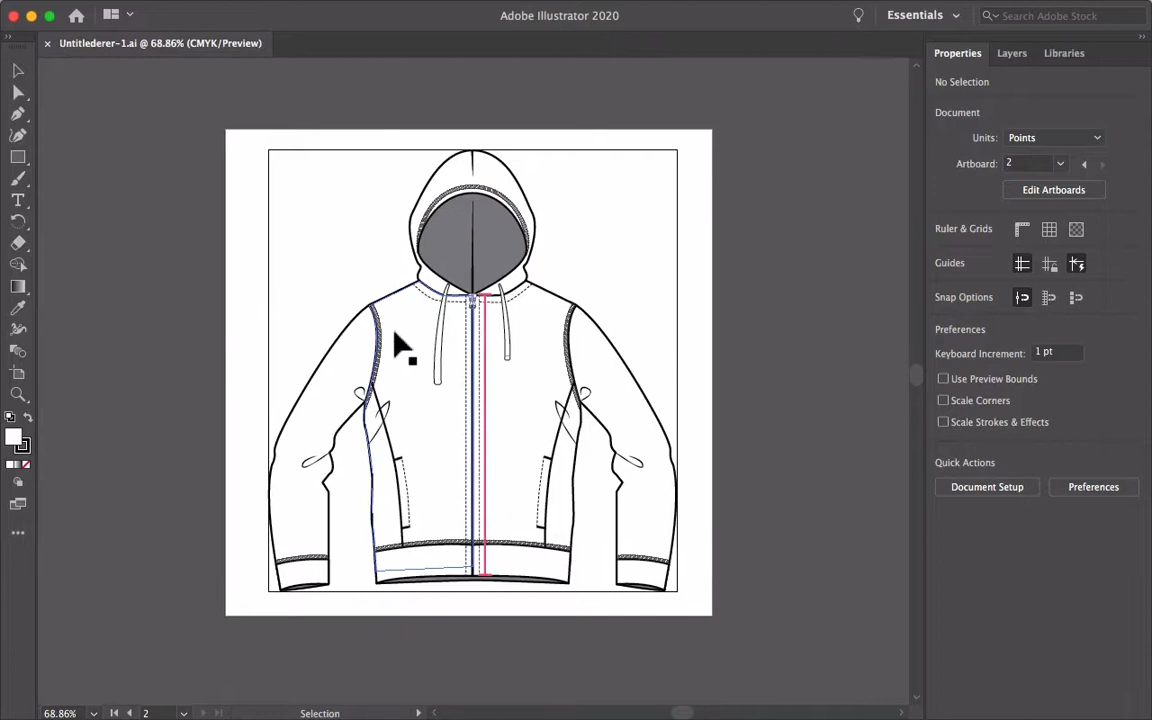 Adobe Illustrator 2020
Essentials
Search Adobe Stock
Untitlederer-1.ai @ 68.86% (CMYK/Preview)
Properties
Layers
Libraries
No Selection
Document
Units:
Points
Artboard:
2
Edit Artboards
Ruler & Grids
Guides
Snap Options
Preferences
Keyboard Increment:
1 pt
Use Preview Bounds
Scale Corners
Scale Strokes & Effects
Quick Actions
Document Setup
Preferences
68.86%
2
Selection